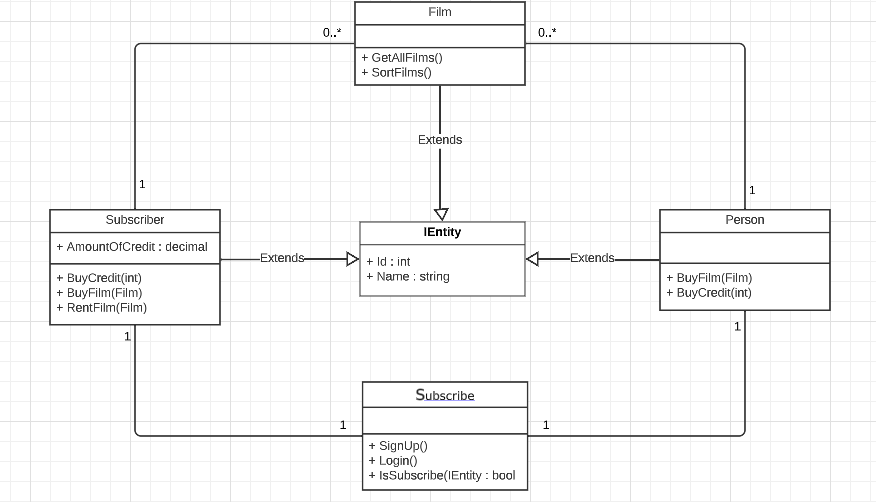 Film
0..*
0..*
+ GetAllFilms()
+ SortFilms()
Extends
1
1
Subscriber
+ AmountOfCredit : decimal
+ BuyCredit(int)
+ BuyFilm(Film)
+ RentFilm(Film)
Extends
IEntity
+ Id : int
+ Name : string
Extends
Person
+ BuyFilm(Film)
+ BuyCredit(int)
1
1
Subscribe
1
1
+ SignUp()
+ Login()
+ IsSubscribe(IEntity : bool